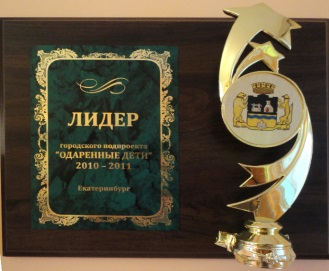 ЛИДЕР
городского подпроекта
"ОДАРЕННЫЕ ДЕТИ"
2010 – 2011
Екатеринбург